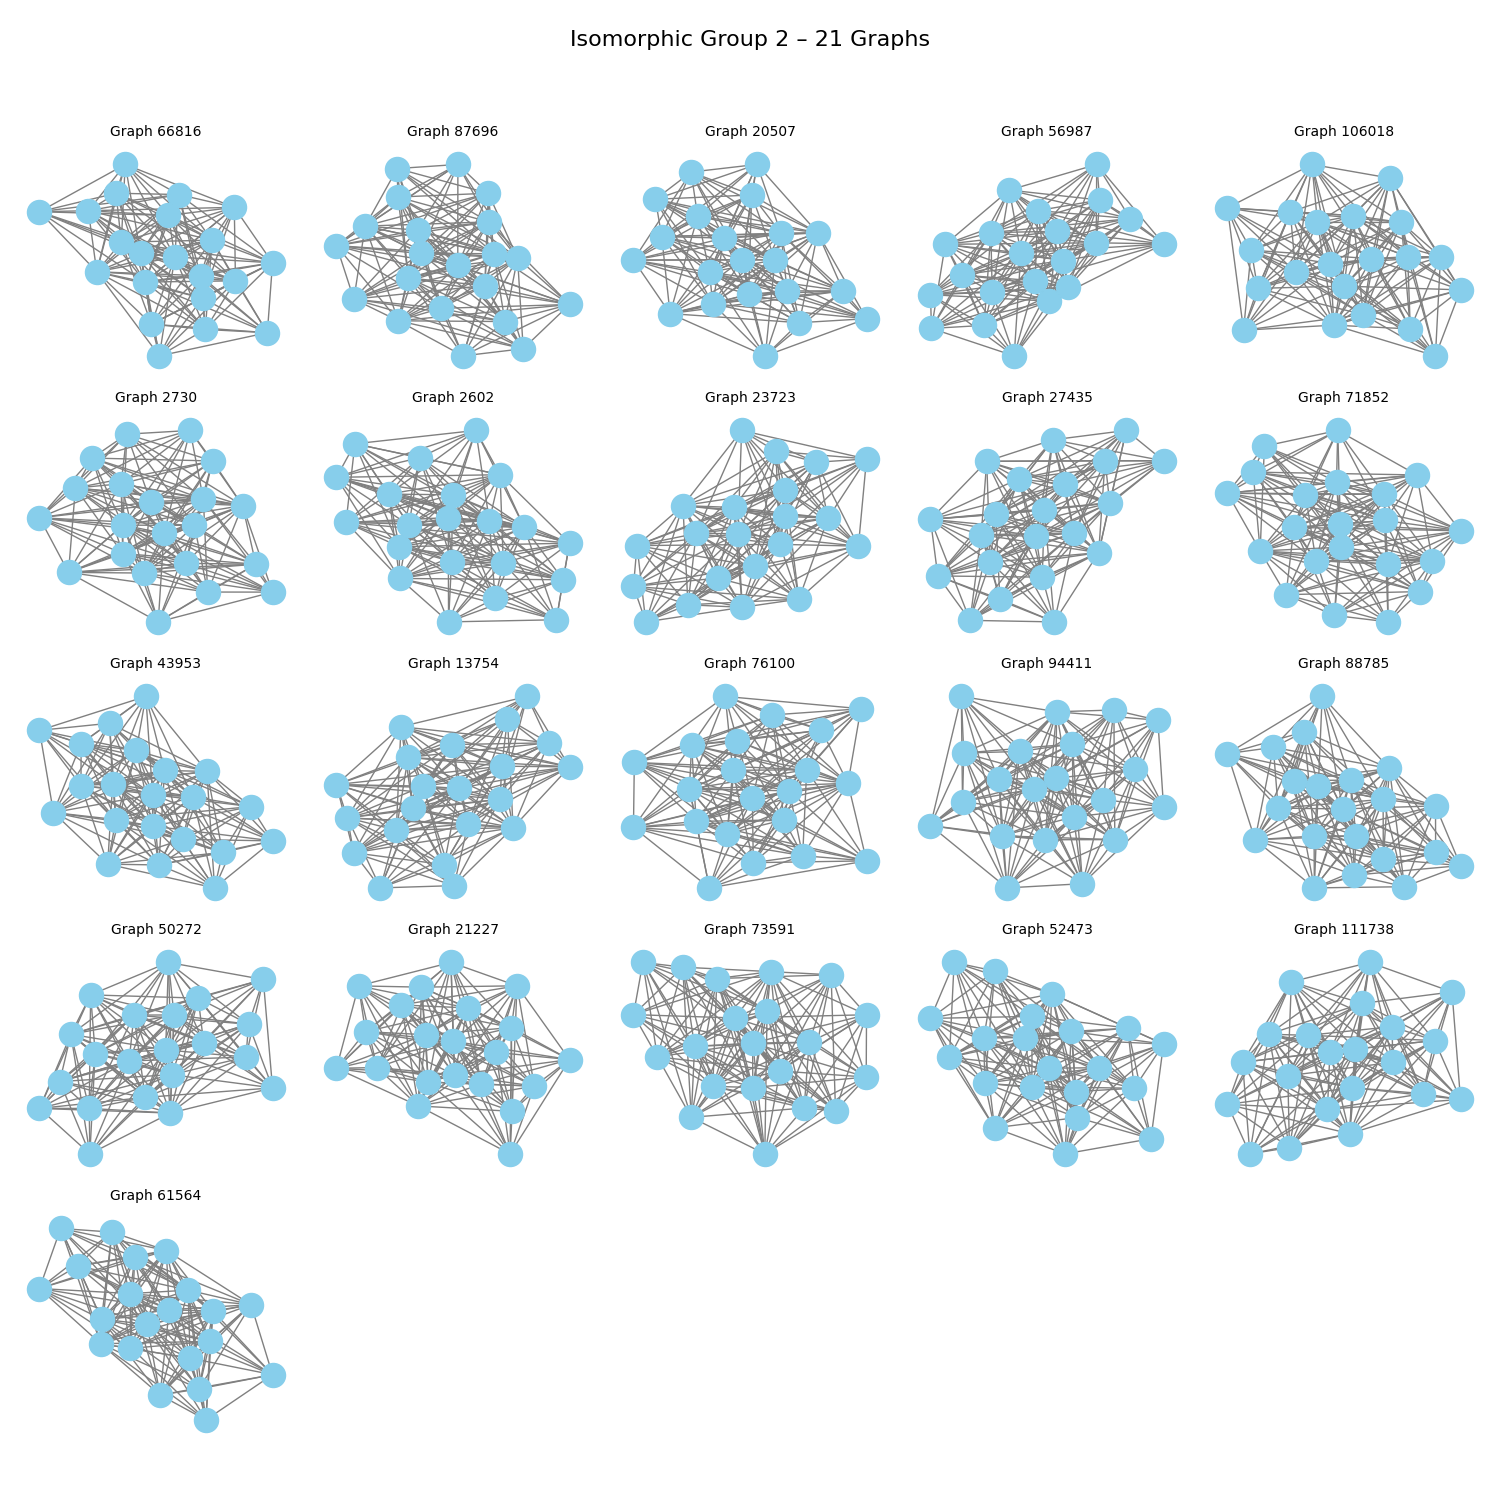 Isomorphic Group 2 – 21 Graphs
Graph 66816
Graph 87696
Graph 20507
Graph 56987
Graph 106018
Graph 2730
Graph 2602
Graph 23723
Graph 27435
Graph 71852
Graph 43953
Graph 13754
Graph 76100
Graph 94411
Graph 88785
Graph 50272
Graph 21227
Graph 73591
Graph 52473
Graph 111738
Graph 61564